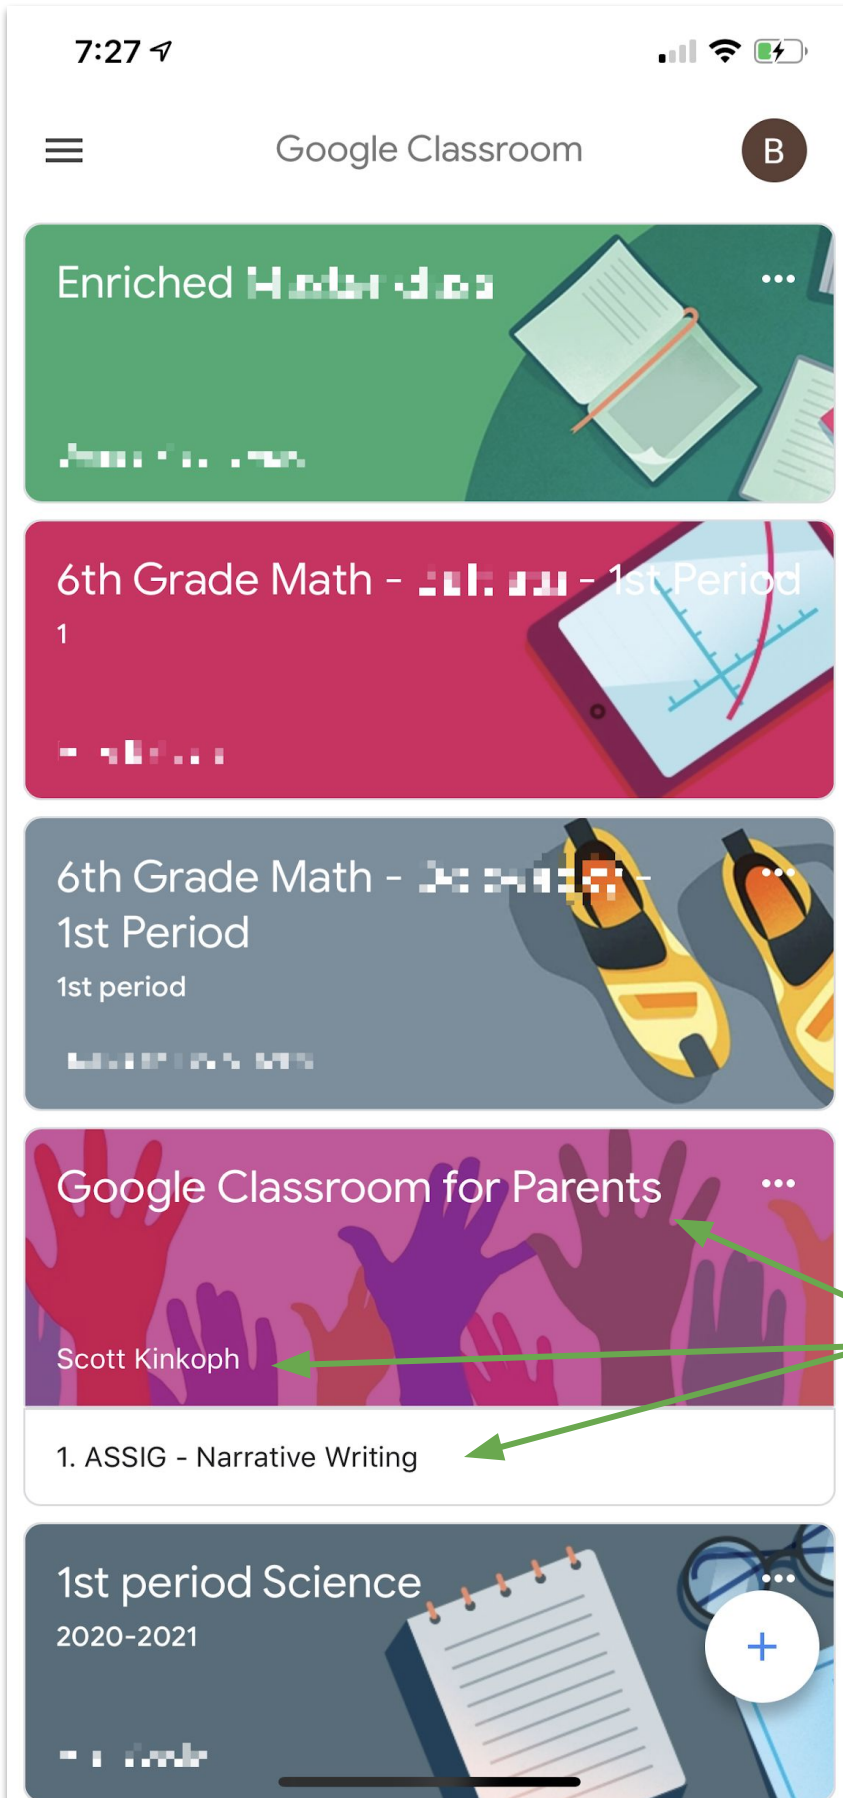 7:27
Google Classroom
B
Enriched
6th Grade Math - - 1st Period
1
6th Grade Math - -
1st Period
1st period
Google Classroom for Parents
Scott Kinkoph
1. ASSIG - Narrative Writing
1st period Science
2020-2021